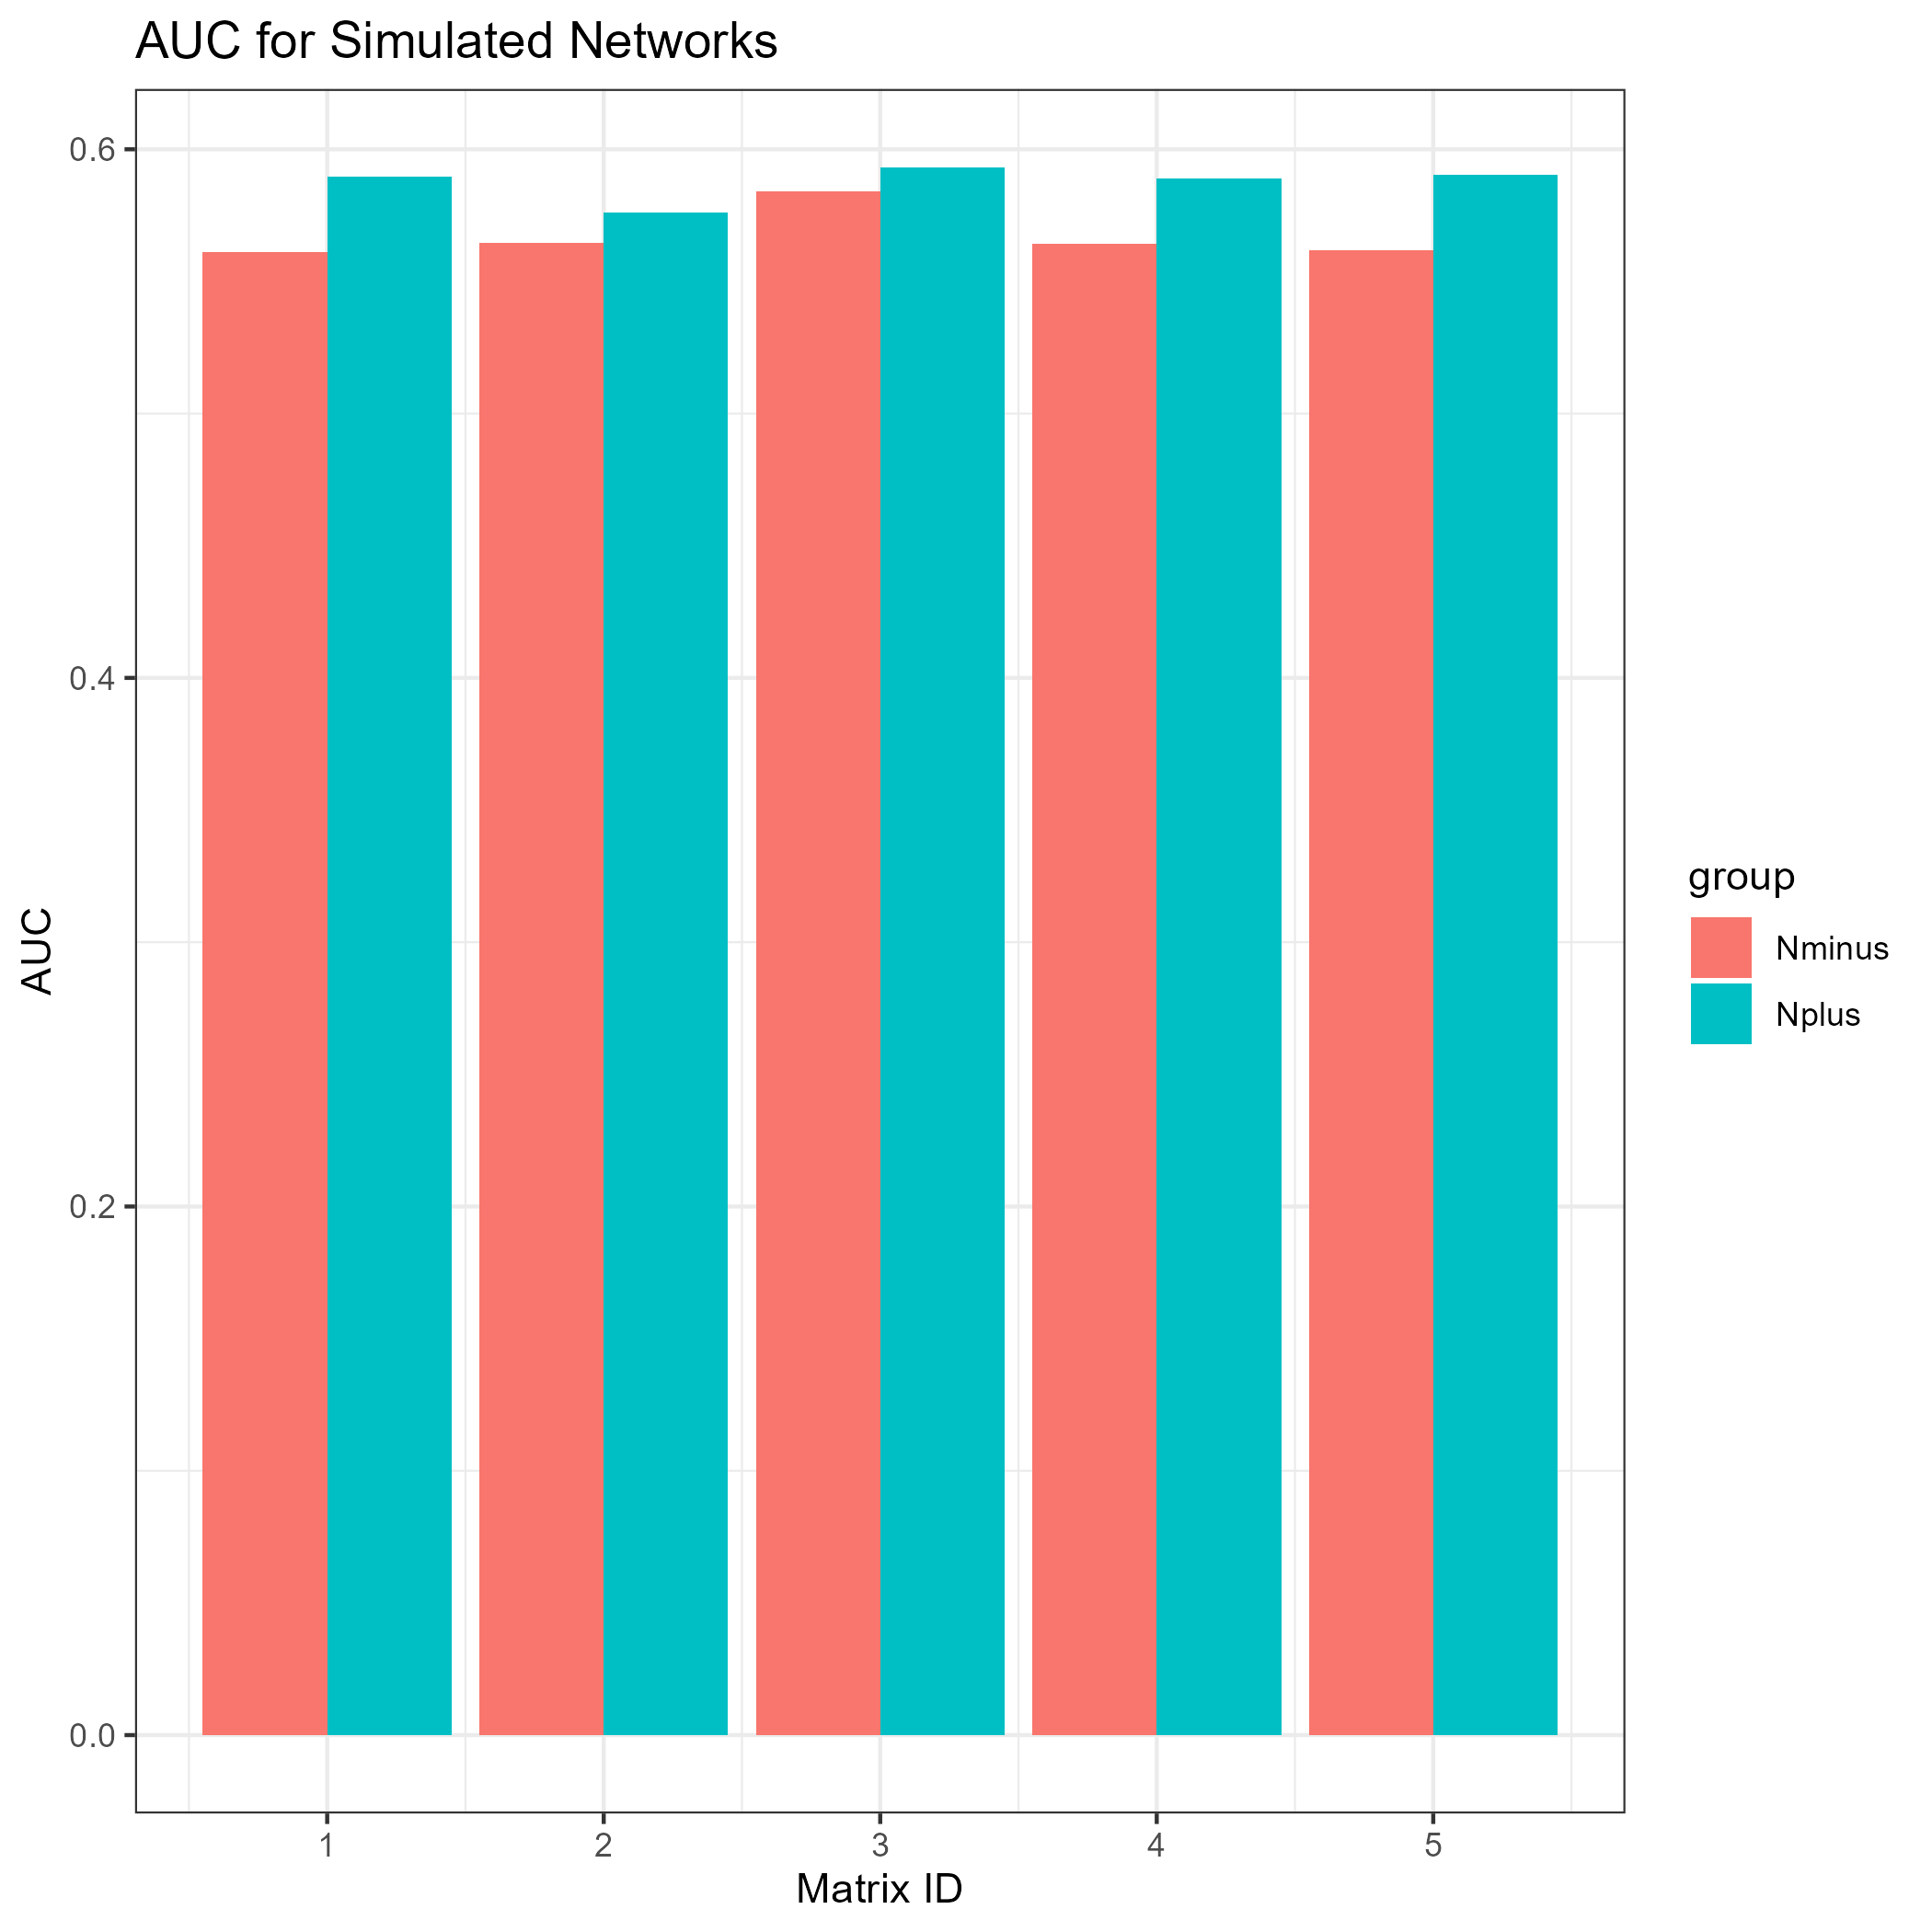 AUC for Simulated Networks
0.6
0.4
0.2
0.0
AUC
1 2 3 4 5
Matrix ID
group
Nminus
Nplus